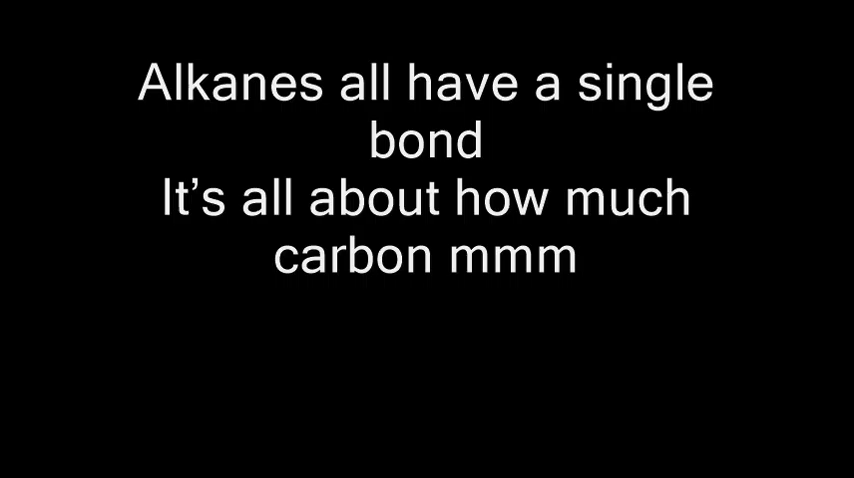 Alkanes all have a single
bond
It’s all about how much
carbon mmm